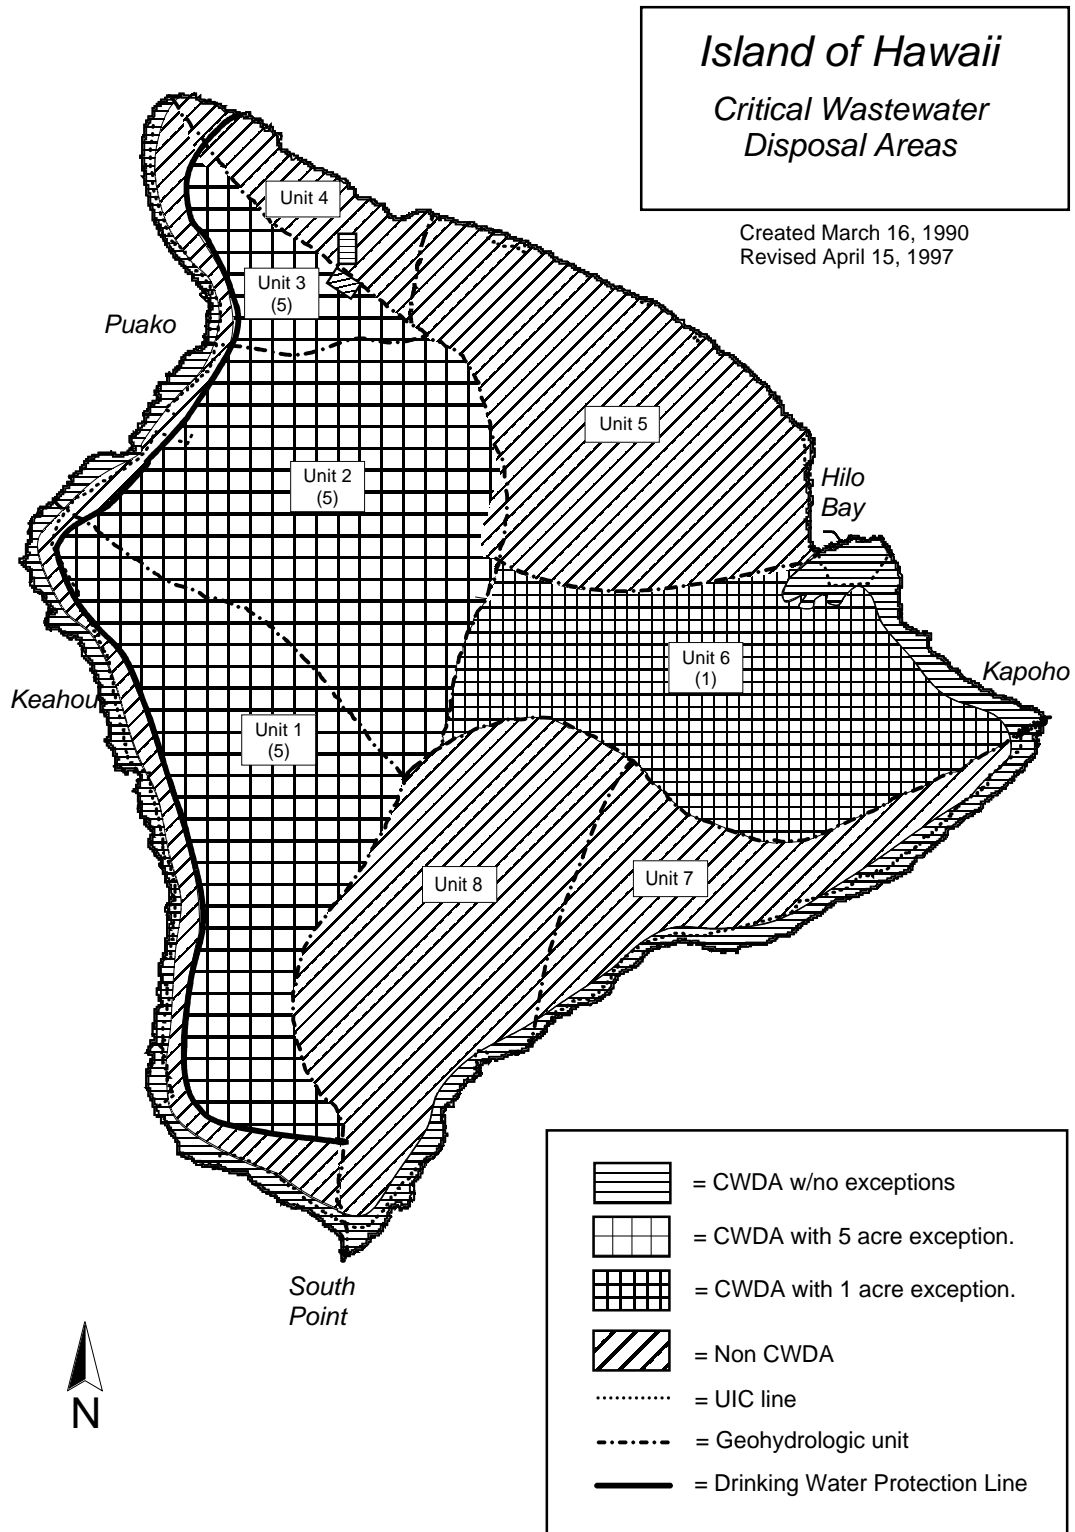 Island of Hawaii
Critical Wastewater
Disposal Areas
Created March 16, 1990
Revised April 15, 1997
Unit 4
Unit 3
(5)
Puako
Unit 5
Unit 2
(5)
Hilo
Bay
Unit 6
(1)
Kapoho
Keahou
Unit 1
(5)
Unit 8
Unit 7
South
Point
N
= CWDA w/no exceptions
= CWDA with 5 acre exception.
= CWDA with 1 acre exception.
= Non CWDA
= UIC line
= Geohydrologic unit
= Drinking Water Protection Line